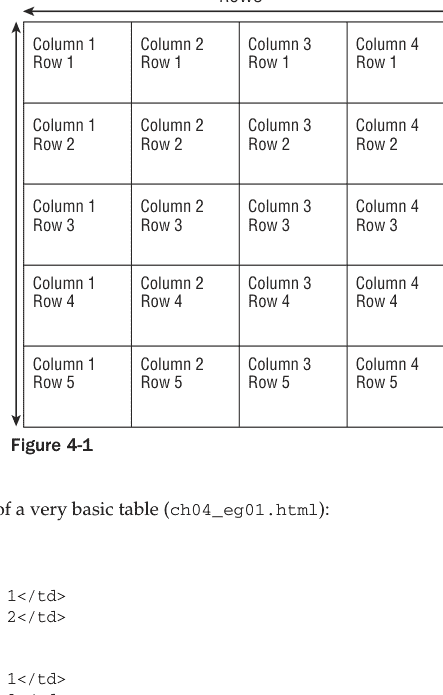 Column 1 Column 2 Column 3 Column 4
Row 1 Row 1 Row 1 Row 1
Column 1 Column 2 Column 3 Column 4
Row 2 Row 2 Row 2 Row 2
Column 1 Column 2 Column 3 Column 4
Row 3 Row 3 Row 3 Row 3
Column 1 Column 2 Column 3 Column 4
Row 4 Row 4 Row 4 Row 4
Column 1 Column 2 Column 3 Column 4
Row 5 Row 5 Row 5 Row 5
Figure 4-1
of a very basic table (ch04_eg01.html):
1</td>
2</td>
1</td>